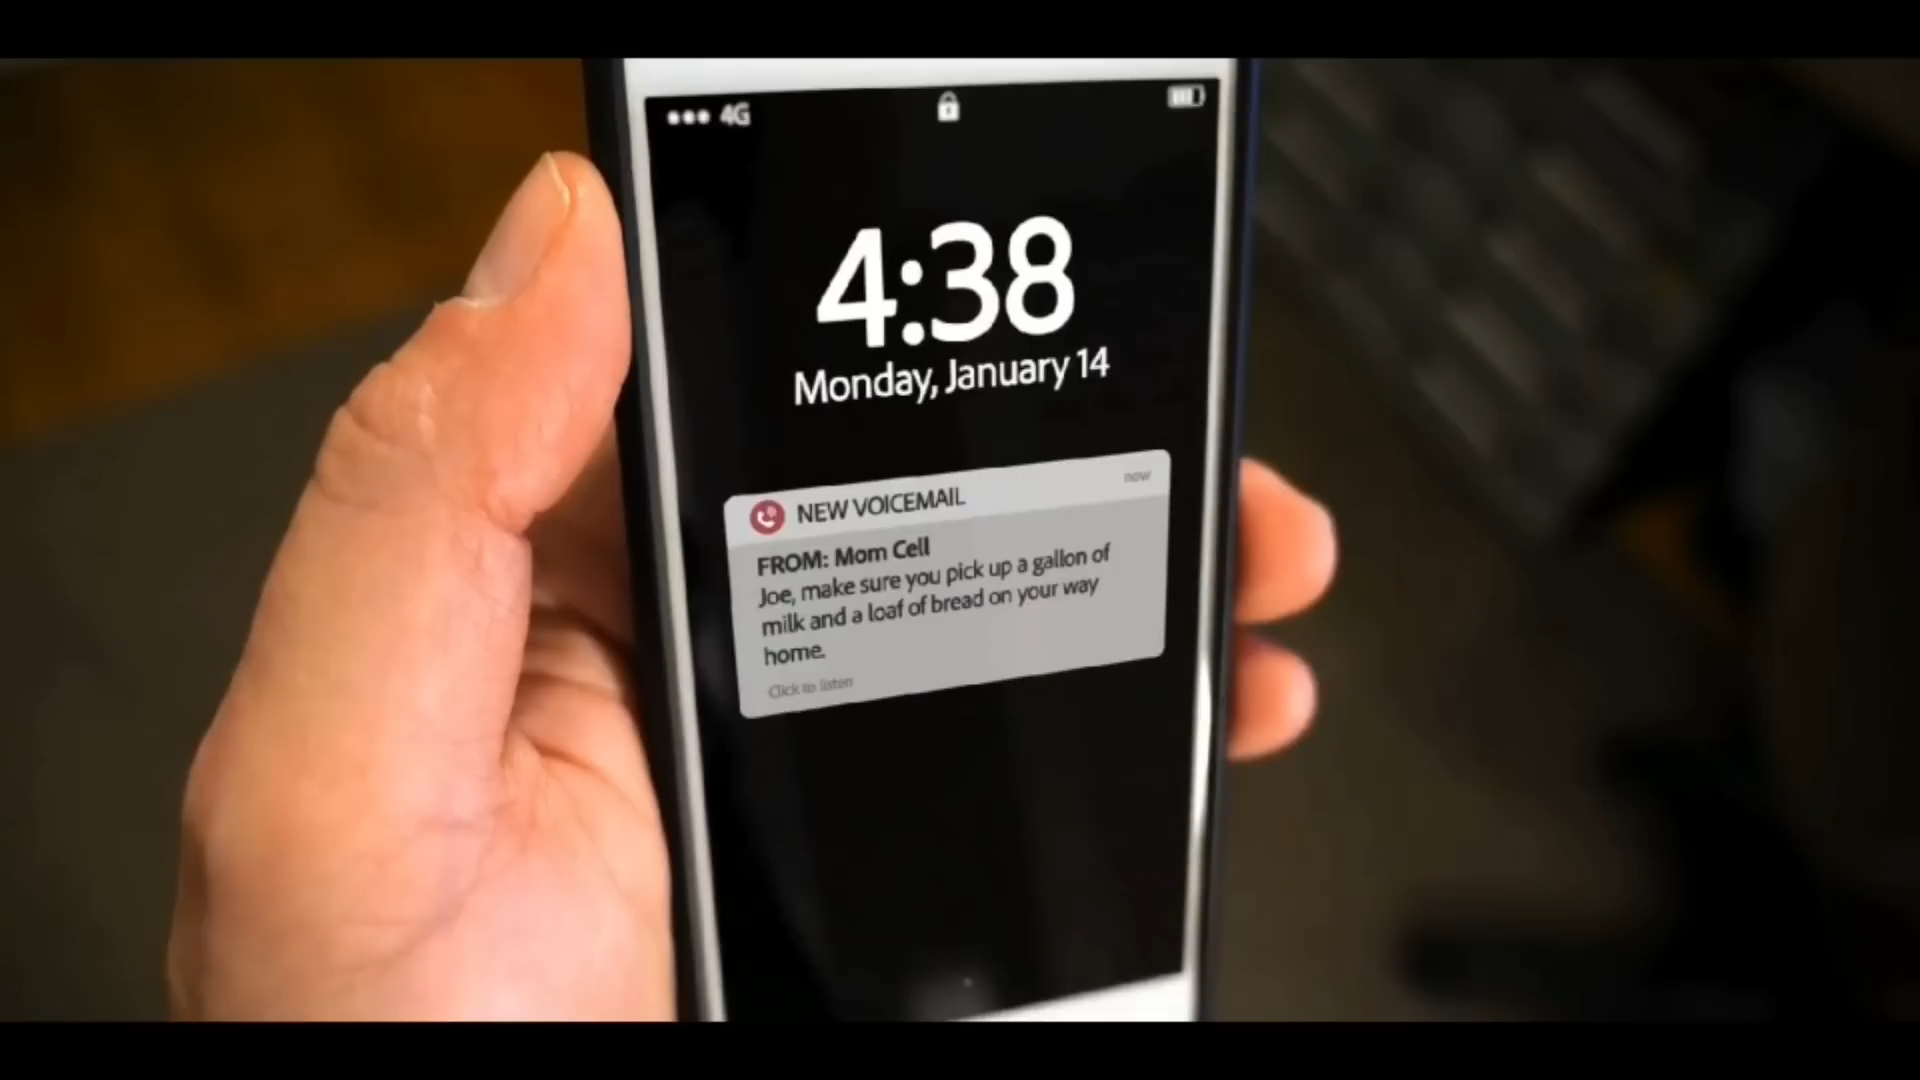 4G
4:38
Monday, January 14
NEW VOICEMAIL
now
FROM: Mom Cell
Joe, make sure you pick up a gallon of
milk and a loaf of bread on your way
home.
Click to listen